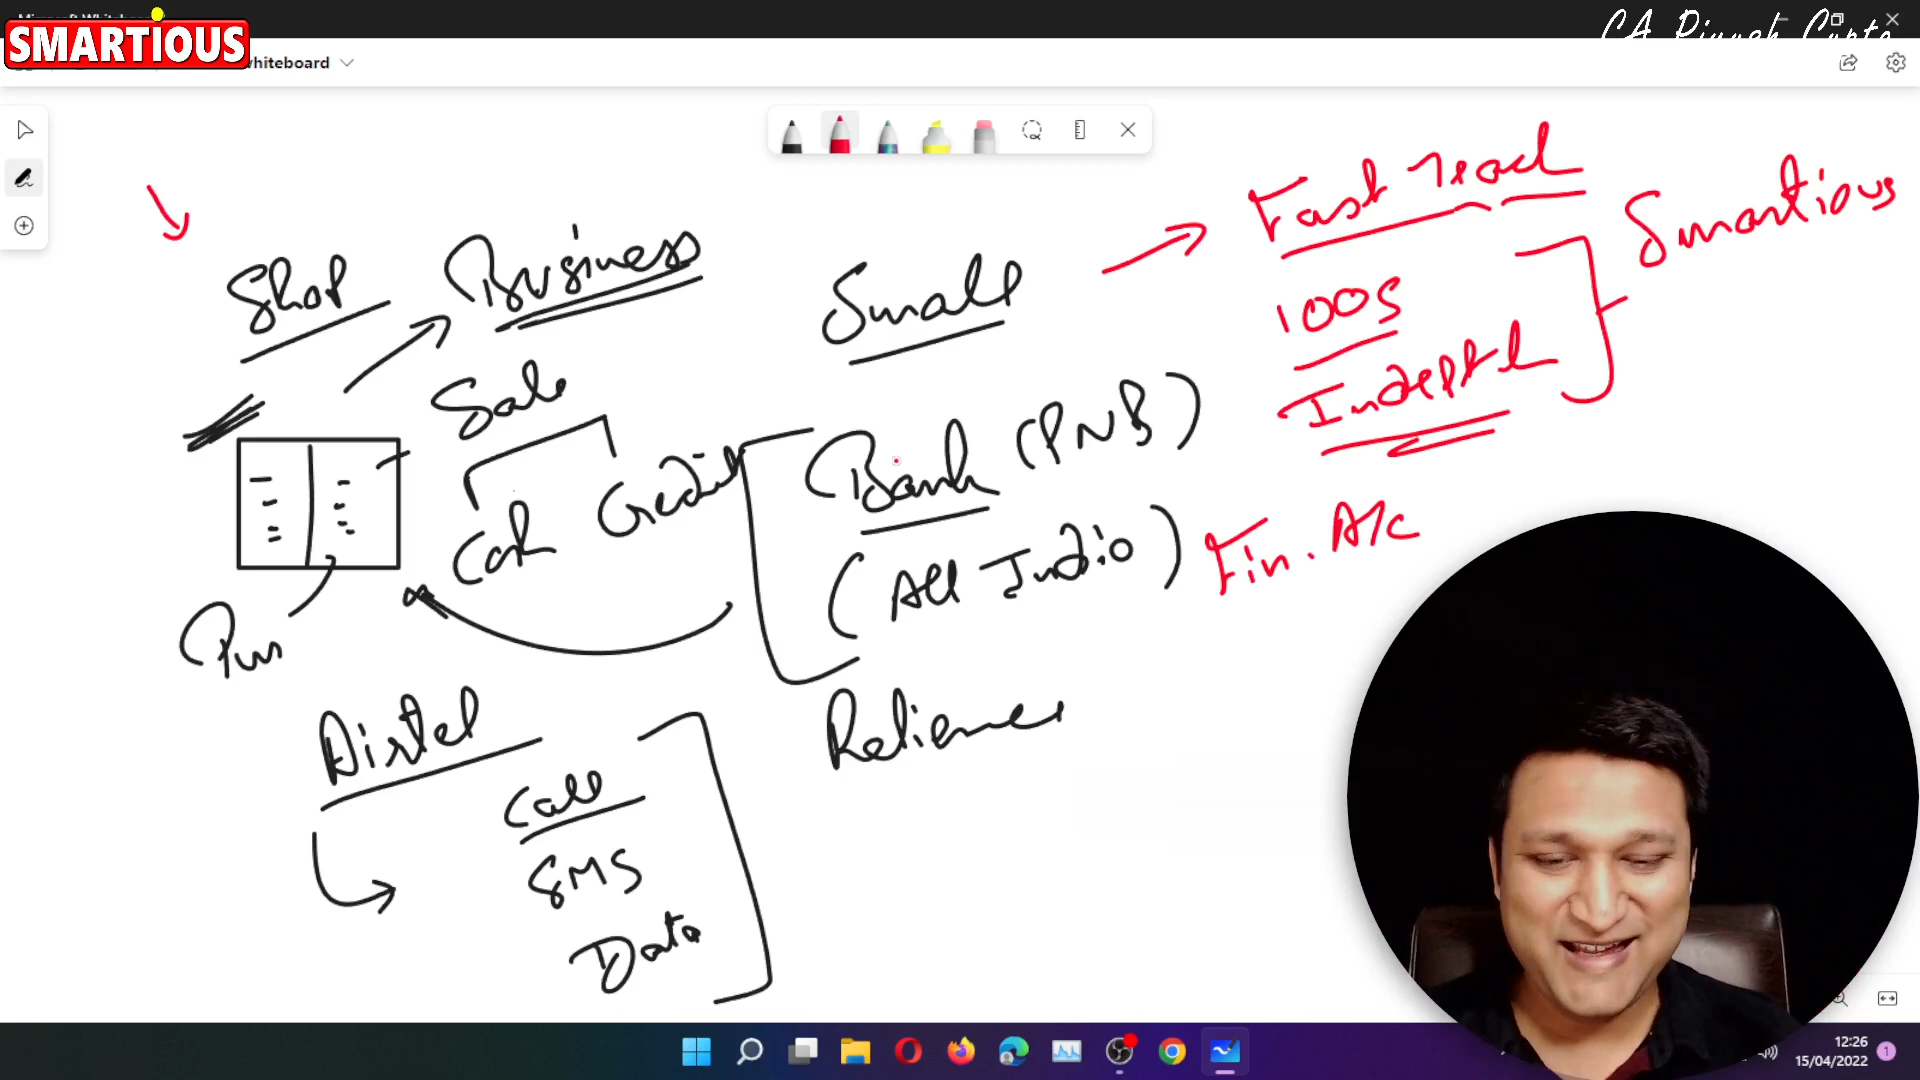 SMARTIOUS
Whiteboard
Fast Track
Smartious
Shop
Business
Small
100s
Indepth
Sale
Cash Credit
Bank (PNB)
(All India)
Fin. A/c
Pur
Airtel
Reliance
Call
SMS
Data
12:26
15/04/2022
1